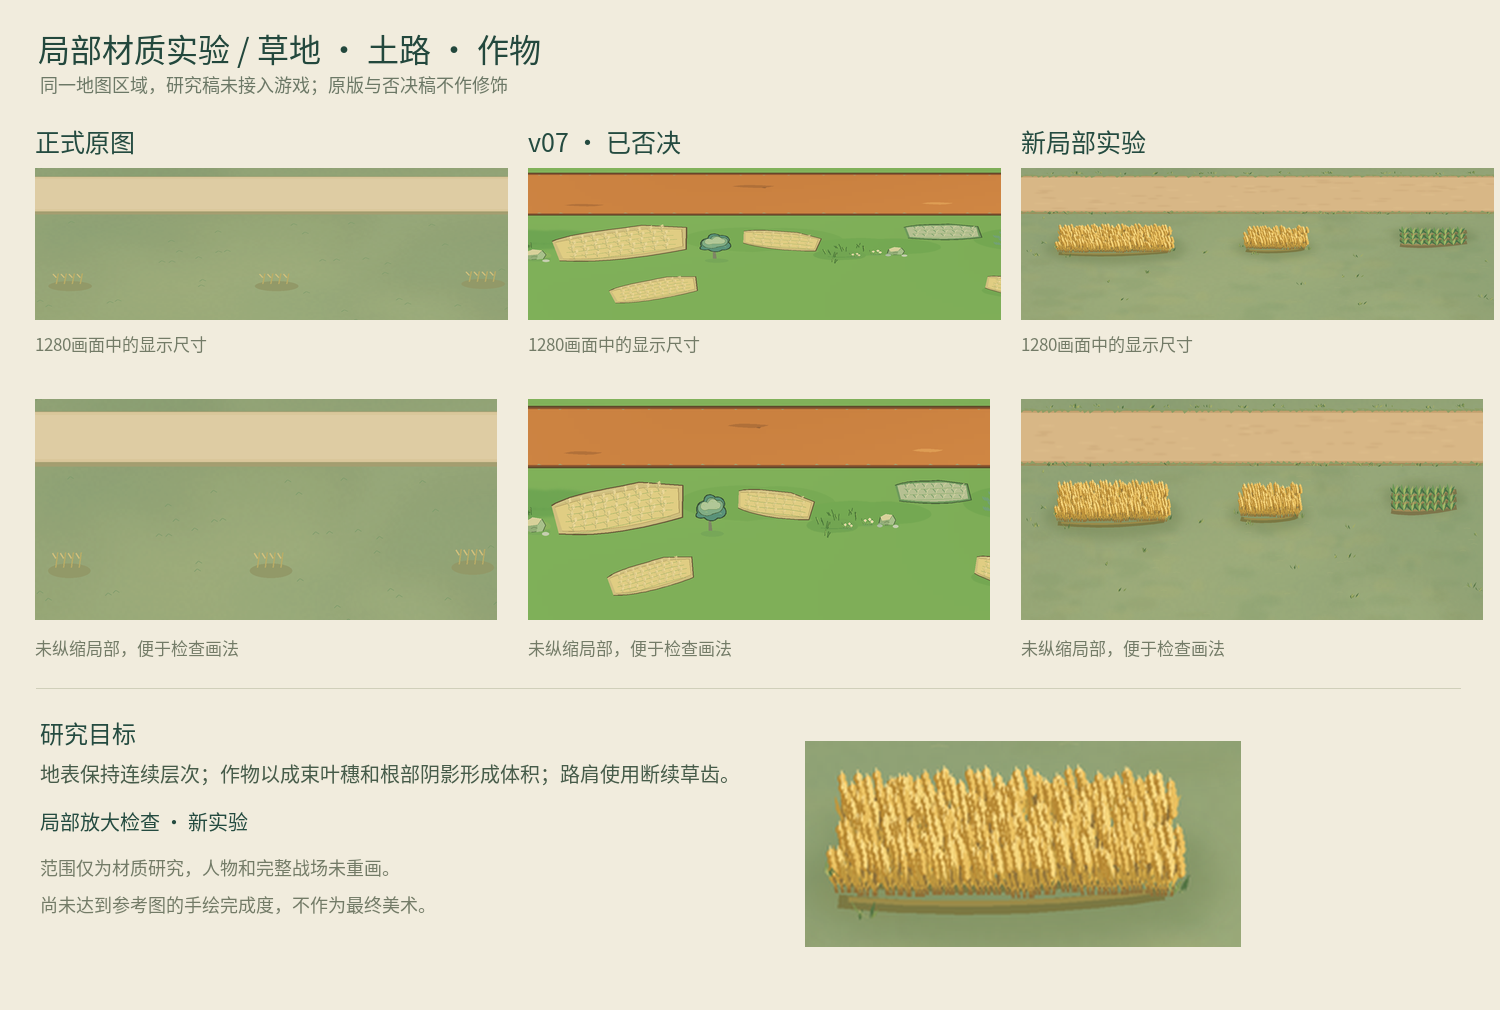 局部材质实验 / 草地 · 土路 · 作物
同一地图区域，研究稿未接入游戏；原版与否决稿不作修饰
正式原图
v07 · 已否决
新局部实验
1280画面中的显示尺寸
1280画面中的显示尺寸
1280画面中的显示尺寸
未纵缩局部，便于检查画法
未纵缩局部，便于检查画法
未纵缩局部，便于检查画法
研究目标
地表保持连续层次；作物以成束叶穗和根部阴影形成体积；路肩使用断续草齿。
局部放大检查 · 新实验
范围仅为材质研究，人物和完整战场未重画。
尚未达到参考图的手绘完成度，不作为最终美术。